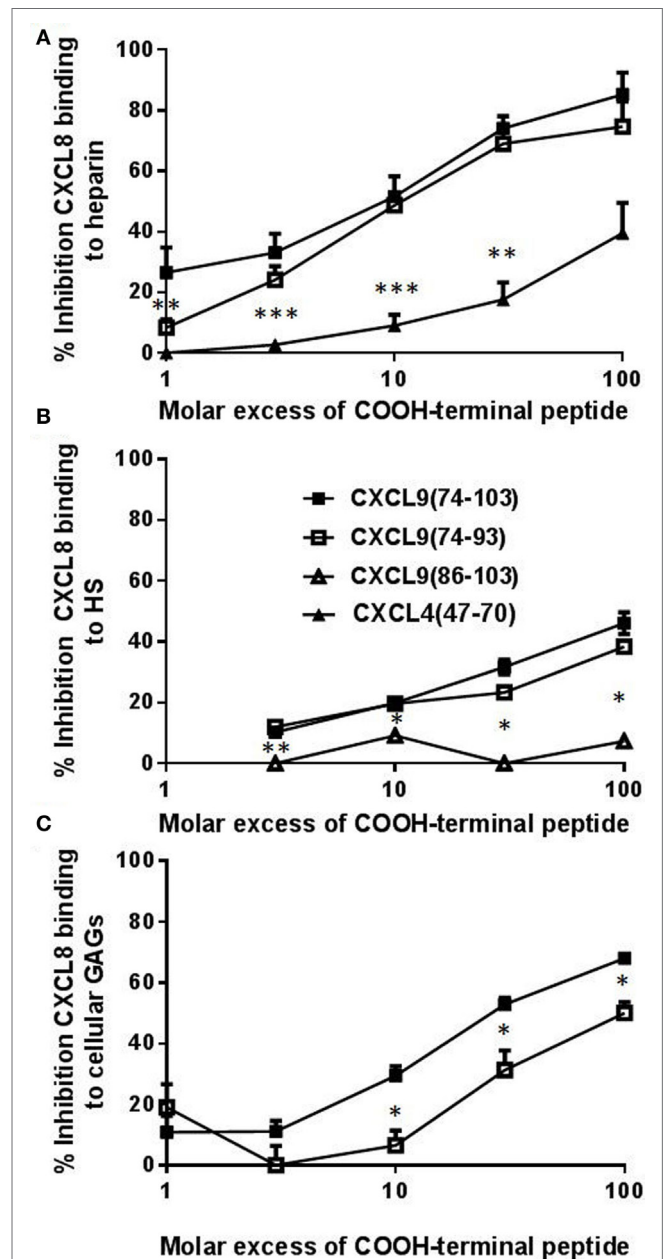 A
% Inhibition CXCL8 binding
to heparin
100
80
60
40
20
0
**
***
***
**
1
10
100
Molar excess of COOH-terminal peptide
B
% Inhibition CXCL8 binding
to HS
100
80
60
40
20
0
CXCL9(74-103)
CXCL9(74-93)
CXCL9(86-103)
CXCL4(47-70)
**
*
*
*
1
10
100
Molar excess of COOH-terminal peptide
C
% Inhibition CXCL8 binding
to cellular GAGs
100
80
60
40
20
0
*
*
*
1
10
100
Molar excess of COOH-terminal peptide